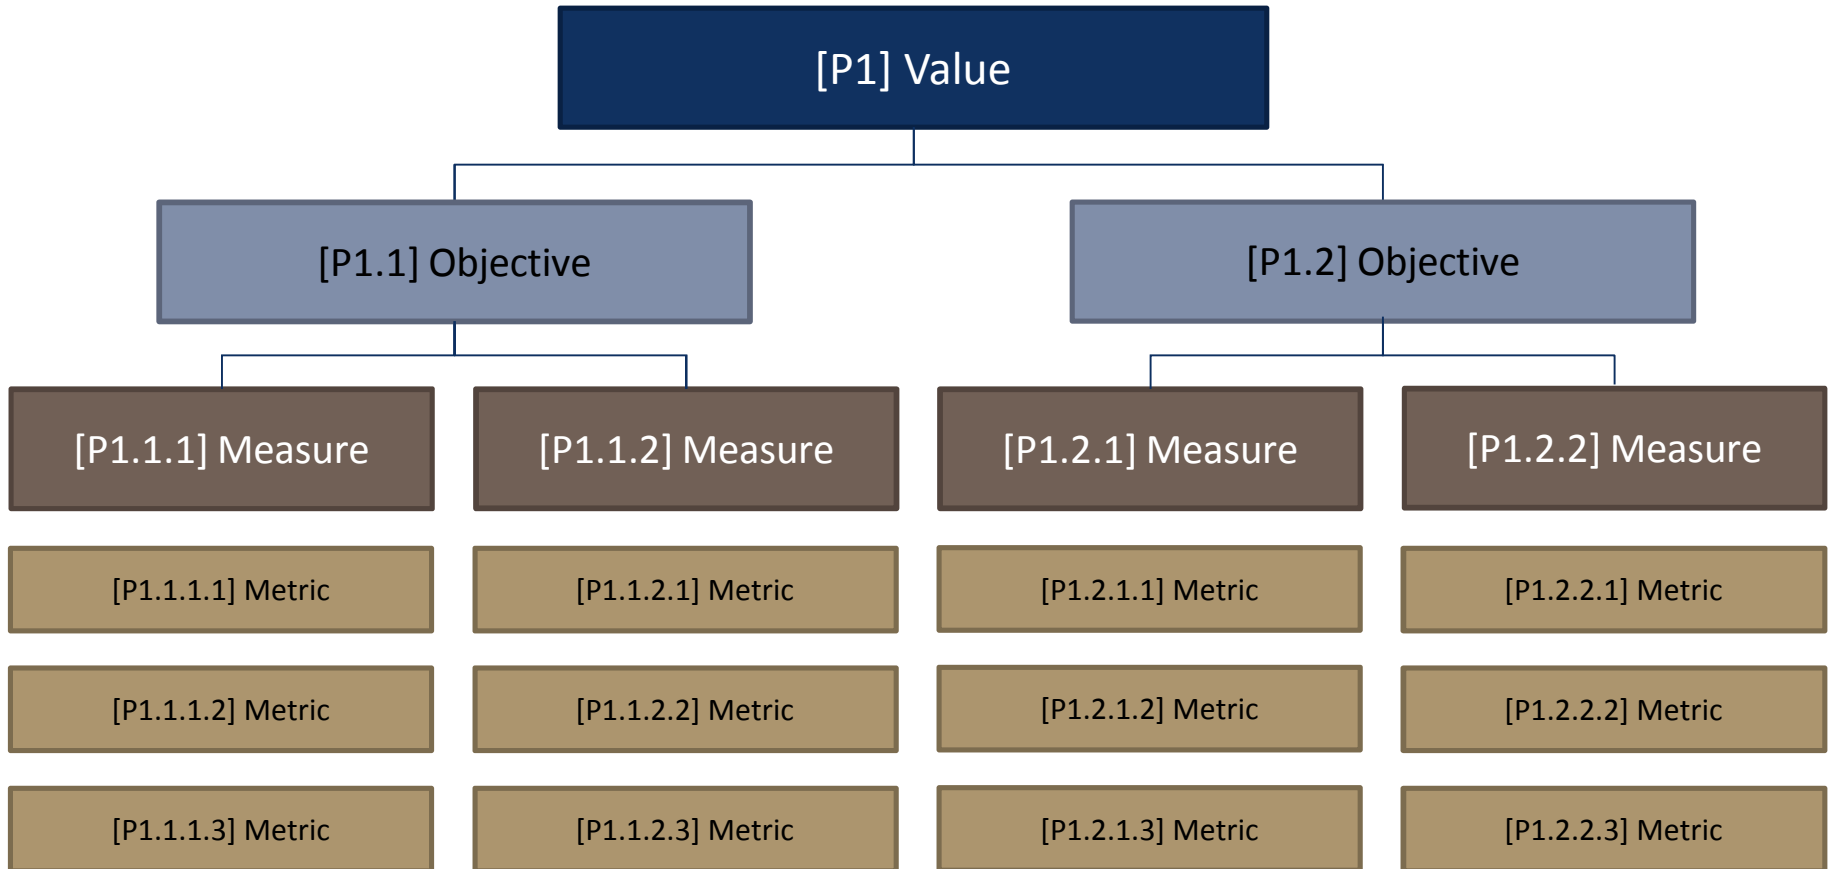 [P1] Value
[P1.1] Objective
[P1.2] Objective
[P1.1.1] Measure
[P1.1.2] Measure
[P1.2.1] Measure
[P1.2.2] Measure
[P1.1.1.1] Metric
[P1.1.2.1] Metric
[P1.2.1.1] Metric
[P1.2.2.1] Metric
[P1.1.1.2] Metric
[P1.1.2.2] Metric
[P1.2.1.2] Metric
[P1.2.2.2] Metric
[P1.1.1.3] Metric
[P1.1.2.3] Metric
[P1.2.1.3] Metric
[P1.2.2.3] Metric